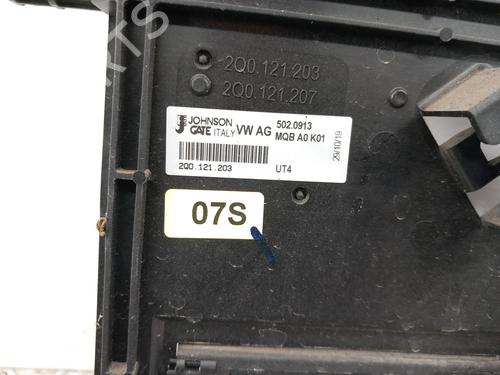 2Q0.121.203
2Q0.121.207
JOHNSON GATE ITALY VW AG 502.0913
MQB A0 K01
29/10/19
2Q0.121.203 UT4
07S